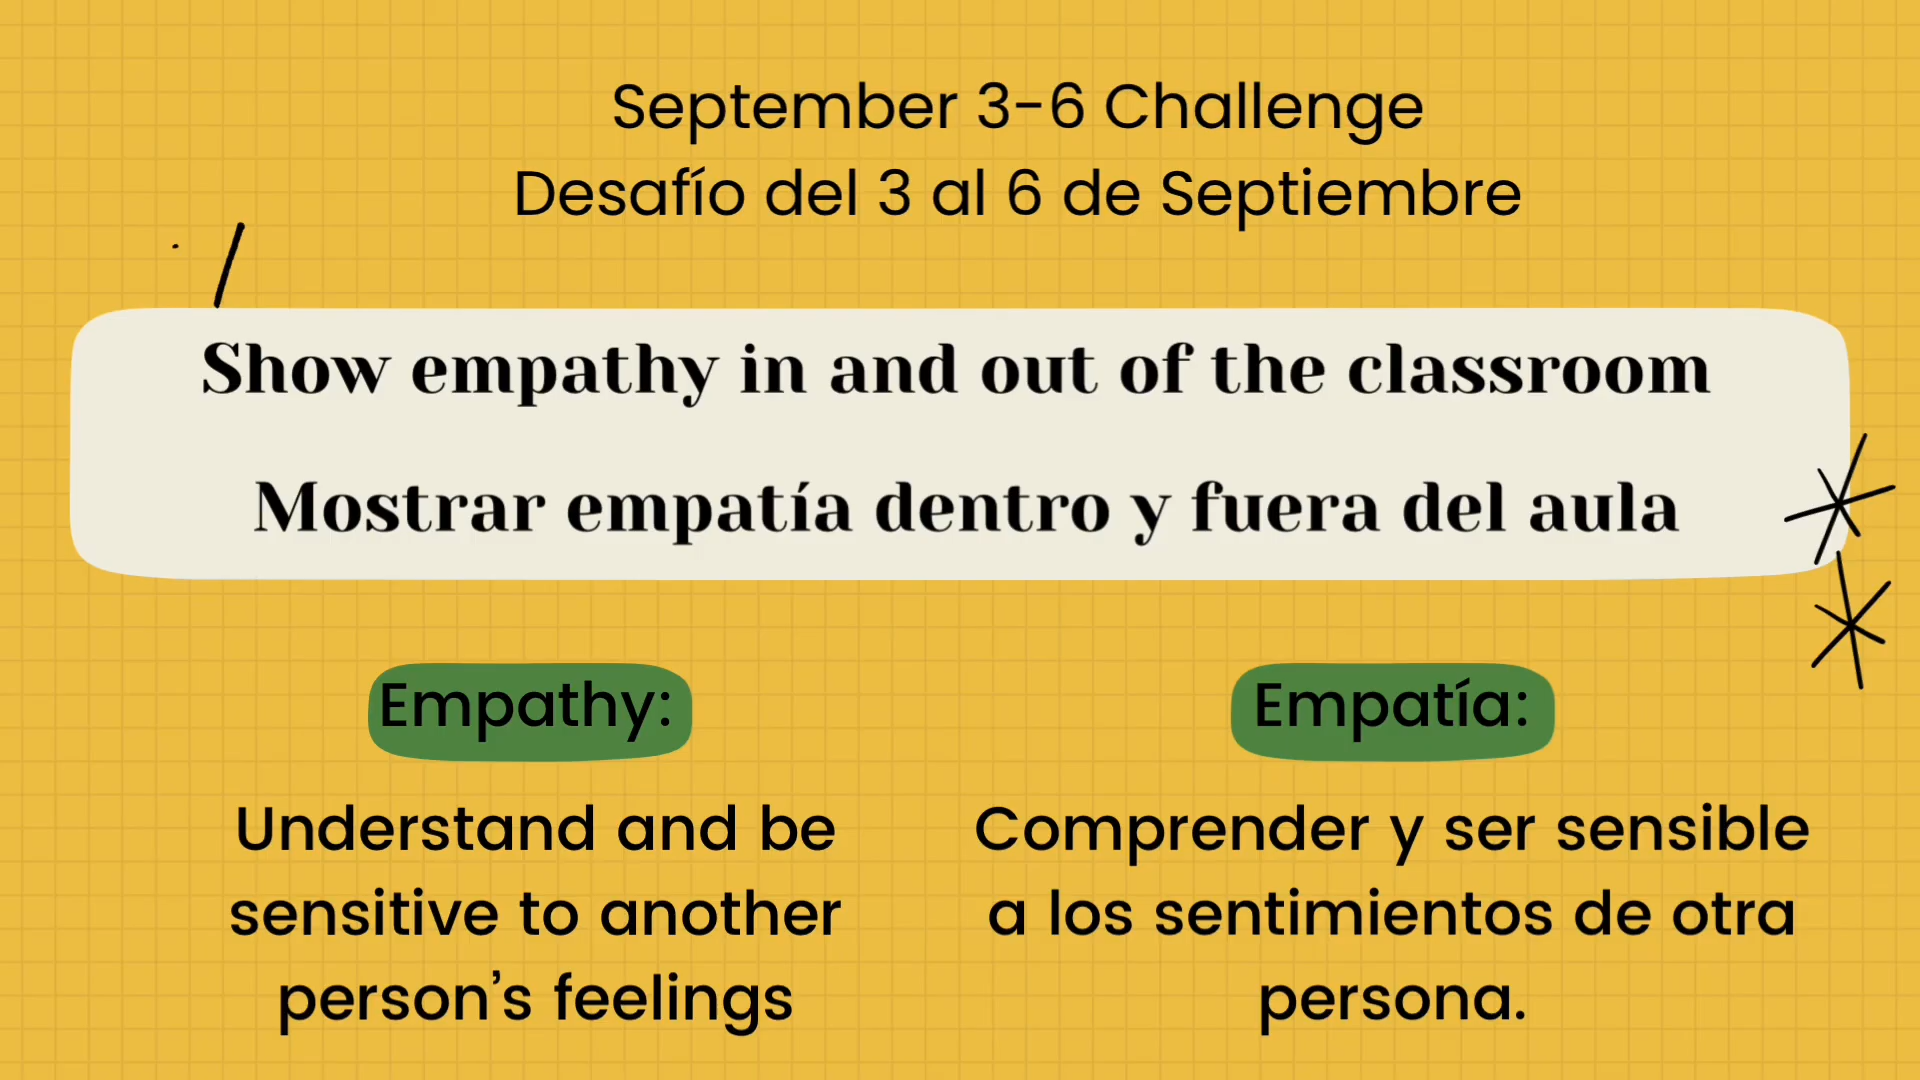 September 3-6 Challenge
Desafío del 3 al 6 de Septiembre
Show empathy in and out of the classroom
Mostrar empatía dentro y fuera del aula
Empathy:
Understand and be
sensitive to another
person’s feelings
Empatía:
Comprender y ser sensible
a los sentimientos de otra
persona.